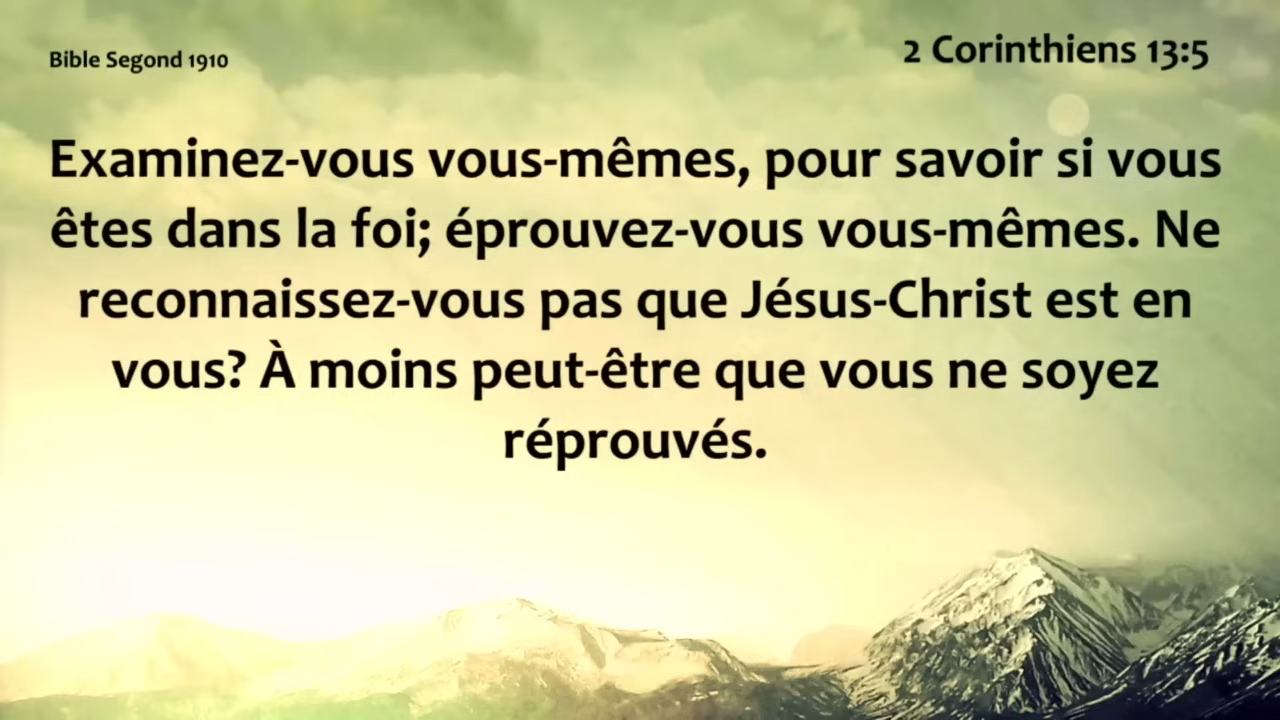 Bible Segond 1910
2 Corinthiens 13:5
Examinez-vous vous-mêmes, pour savoir si vous
êtes dans la foi; éprouvez-vous vous-mêmes. Ne
reconnaissez-vous pas que Jésus-Christ est en
vous? À moins peut-être que vous ne soyez
réprouvés.